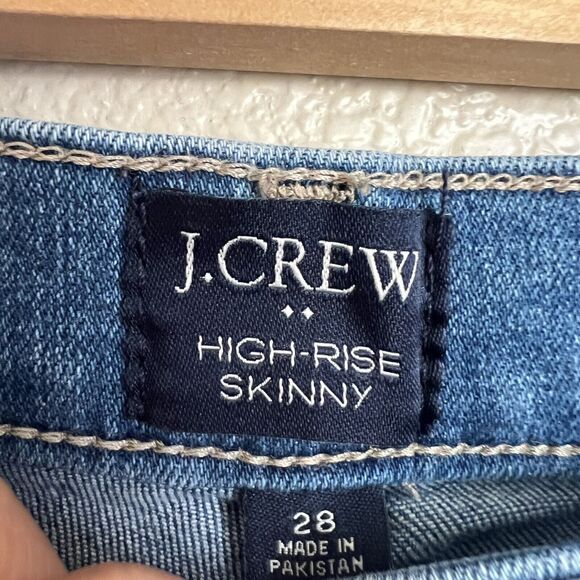 J.CREW
HIGH-RISE
SKINNY
28
MADE IN
PAKISTAN